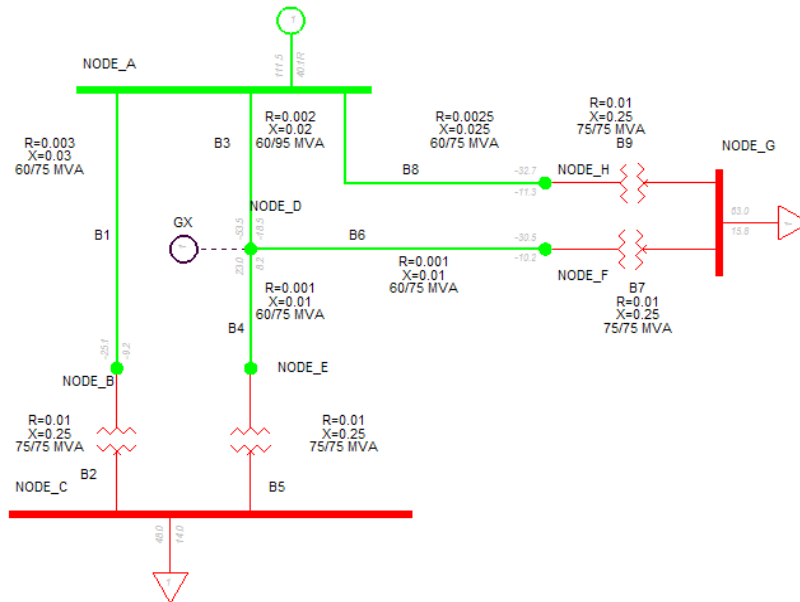 1
111.5
40.1R
NODE_A
R=0.003
X=0.03
60/75 MVA
B3
R=0.002
X=0.02
60/95 MVA
R=0.0025
X=0.025
60/75 MVA
B8
R=0.01
X=0.25
75/75 MVA
B9
NODE_G
-32.7
-11.3
NODE_H
GX
1
NODE_D
-53.5
-18.5
B1
B6
-30.5
-10.2
63.0
15.8
1
23.0
8.2
R=0.001
X=0.01
60/75 MVA
B4
R=0.001
X=0.01
60/75 MVA
NODE_F
B7
R=0.01
X=0.25
75/75 MVA
-25.1
-9.2
NODE_B
NODE_E
R=0.01
X=0.25
75/75 MVA
R=0.01
X=0.25
75/75 MVA
B2
NODE_C
B5
48.0
14.0
1